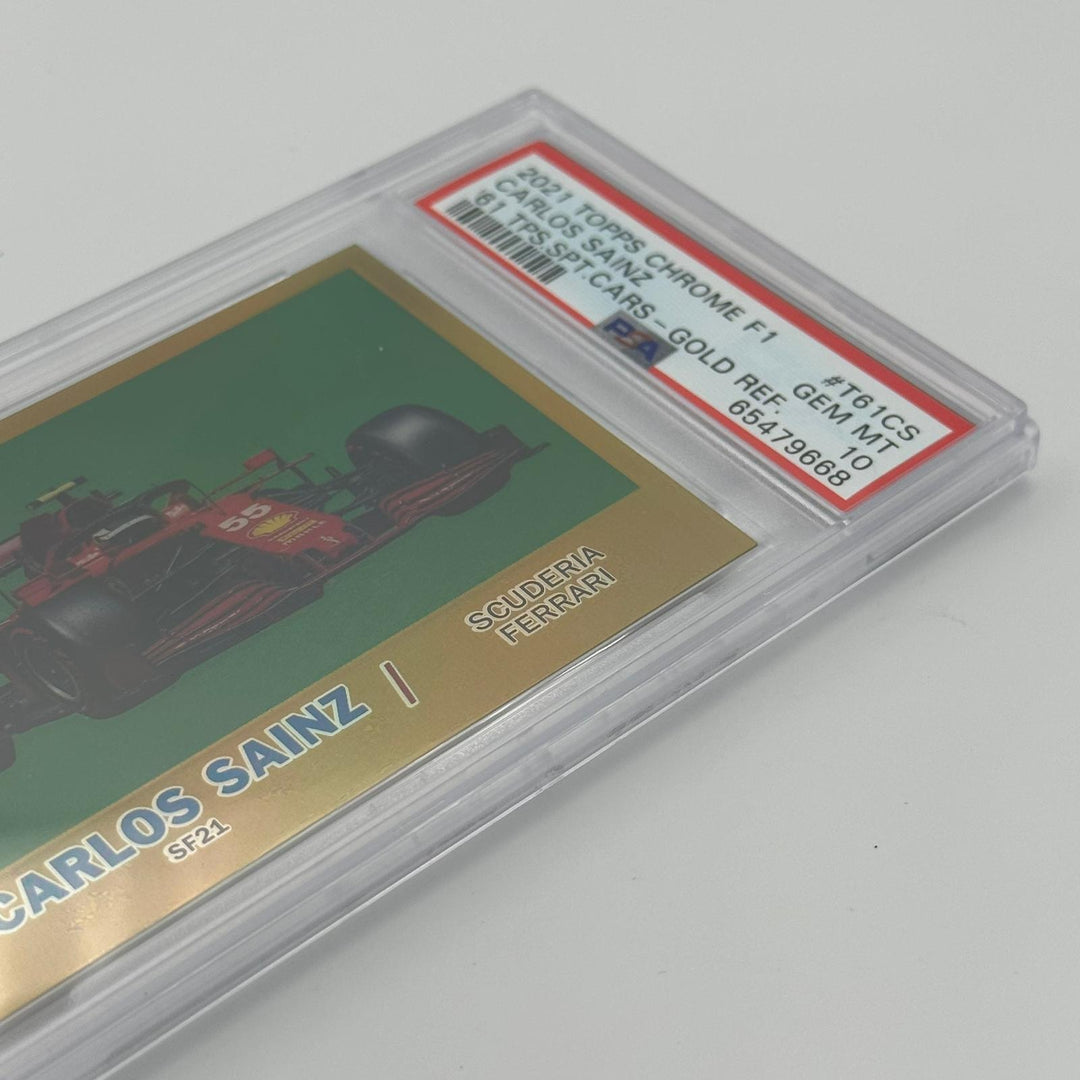 2021 TOPPS CHROME F1 #T61CS
CARLOS SAINZ GEM MT
'61 TPS.SPT.CARS-GOLD REF. 10
65479668
PSA
55
SCUDERIA
FERRARI
CARLOS SAINZ
SF21